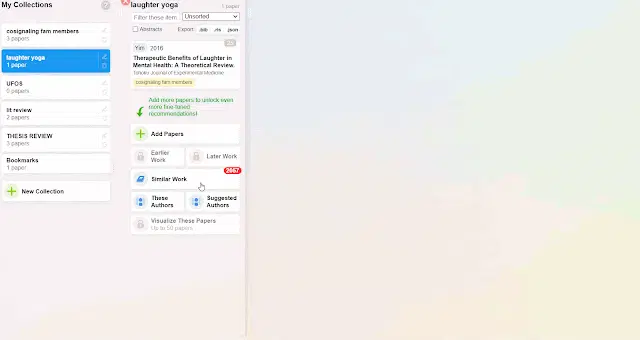 My Collections
?
cosignaling fam members
3 papers
laughter yoga
1 paper
UFOS
lit review
2 papers
THESIS REVIEW
3 papers
Bookmarks
1 paper
New Collection
laughter yoga
1 paper
Filter these item
Unsorted
Abstracts
Export: .bib .ris .json
Yim 2016
Therapeutic Benefits of Laughter in
Mental Health: A Theoretical Review.
Tohoku Journal of Experimental Medicine
cosignaling fam members
Add more papers to unlock even
more fine-tuned
recommendations!
Add Papers
Earlier
Work
Later Work
Similar Work
These
Authors
Suggested
Authors
Visualize These Papers
Up to 50 papers